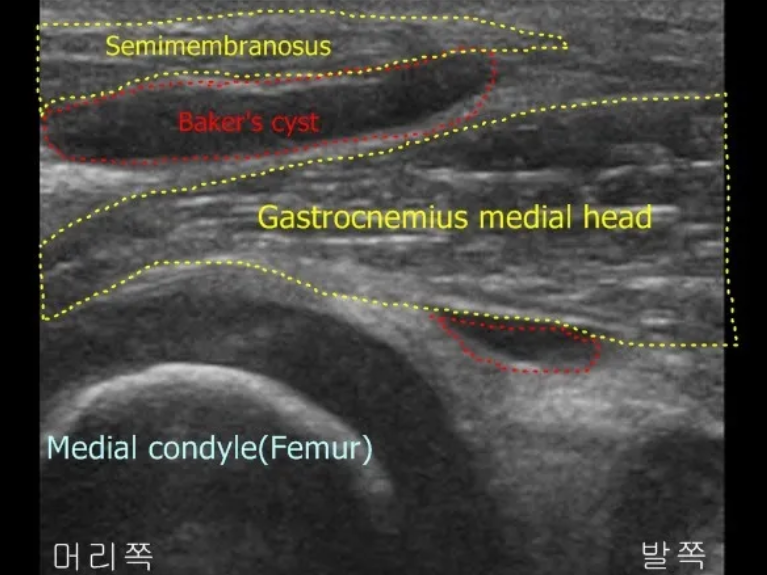 Semimembranosus
Baker's cyst
Gastrocnemius medial head
Medial condyle(Femur)
머리쪽
발쪽